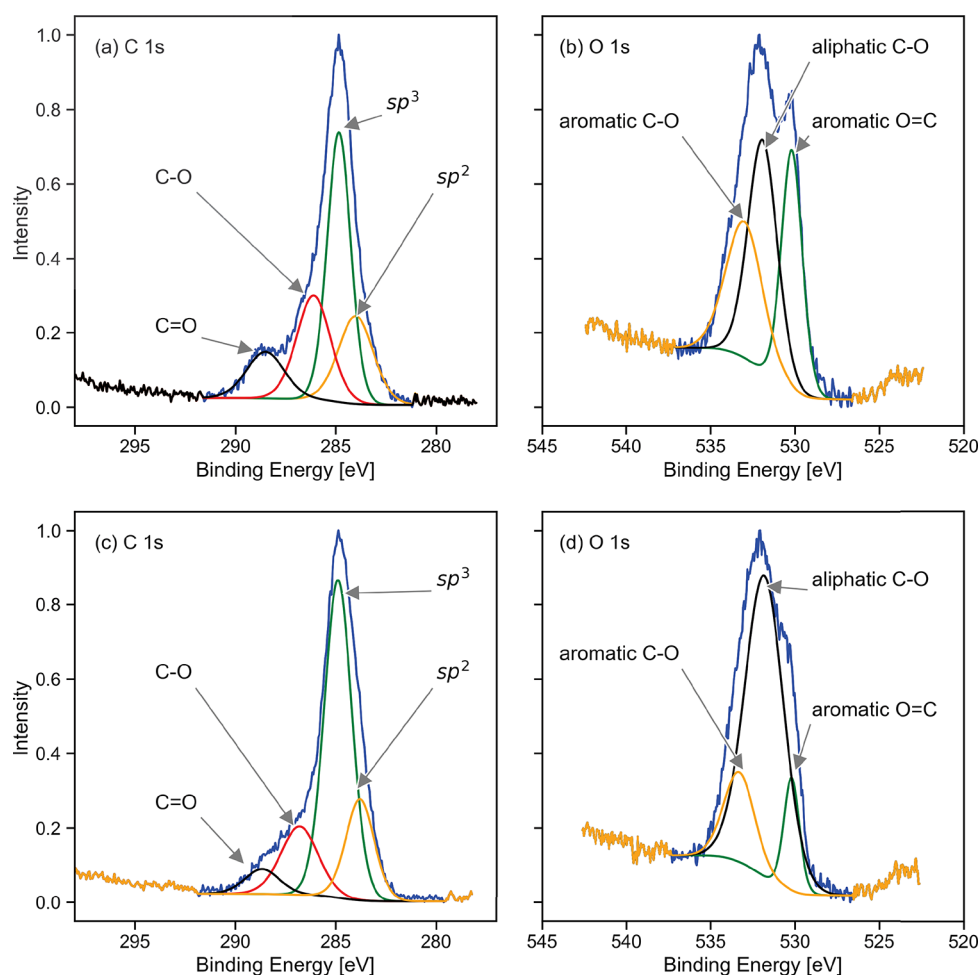 (a) C 1s
sp³
C-O
sp²
C=O
Intensity
1.0
0.8
0.6
0.4
0.2
0.0
295
290
285
280
Binding Energy [eV]
(b) O 1s
aliphatic C-O
aromatic C-O
aromatic O=C
545
540
535
530
525
520
Binding Energy [eV]
(c) C 1s
sp³
C-O
sp²
C=O
Intensity
1.0
0.8
0.6
0.4
0.2
0.0
295
290
285
280
Binding Energy [eV]
(d) O 1s
aliphatic C-O
aromatic C-O
aromatic O=C
545
540
535
530
525
520
Binding Energy [eV]